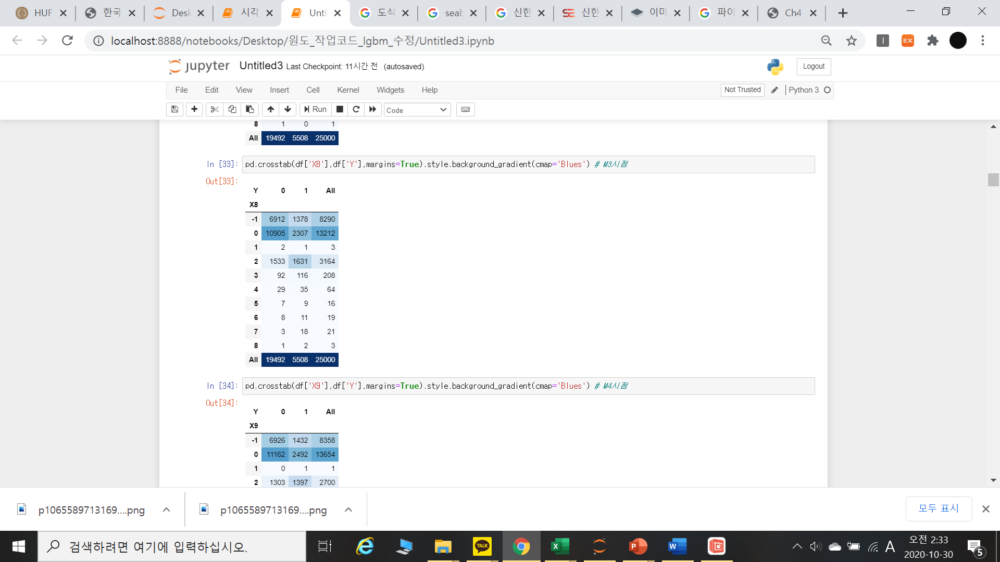 HUF
한국
Desk
시각
Unti
도식
seab
신한
신한
이미
파이
Ch4
localhost:8888/notebooks/Desktop/원도_작업코드_lgbm_수정/Untitled3.ipynb
EX
jupyter Untitled3 Last Checkpoint: 11시간 전 (autosaved)
Logout
File Edit View Insert Cell Kernel Widgets Help
Not Trusted
Python 3
Run
Code
8 1 0 1
All 19492 5508 25000
In [33]: pd.crosstab(df['X8'],df['Y'],margins=True).style.background_gradient(cmap='Blues') # M3시점
Out[33]:
Y 0 1 All
X8
-1 6912 1378 8290
0 10905 2307 13212
1 2 1 3
2 1533 1631 3164
3 92 116 208
4 29 35 64
5 7 9 16
6 8 11 19
7 3 18 21
8 1 2 3
All 19492 5508 25000
In [34]: pd.crosstab(df['X9'],df['Y'],margins=True).style.background_gradient(cmap='Blues') # M4시점
Out[34]:
Y 0 1 All
X9
-1 6926 1432 8358
0 11162 2492 13654
1 0 1 1
2 1303 1397 2700
p1065589713169....png
p1065589713169....png
모두 표시
검색하려면 여기에 입력하십시오.
TALK
A
오전 2:33
2020-10-30
5